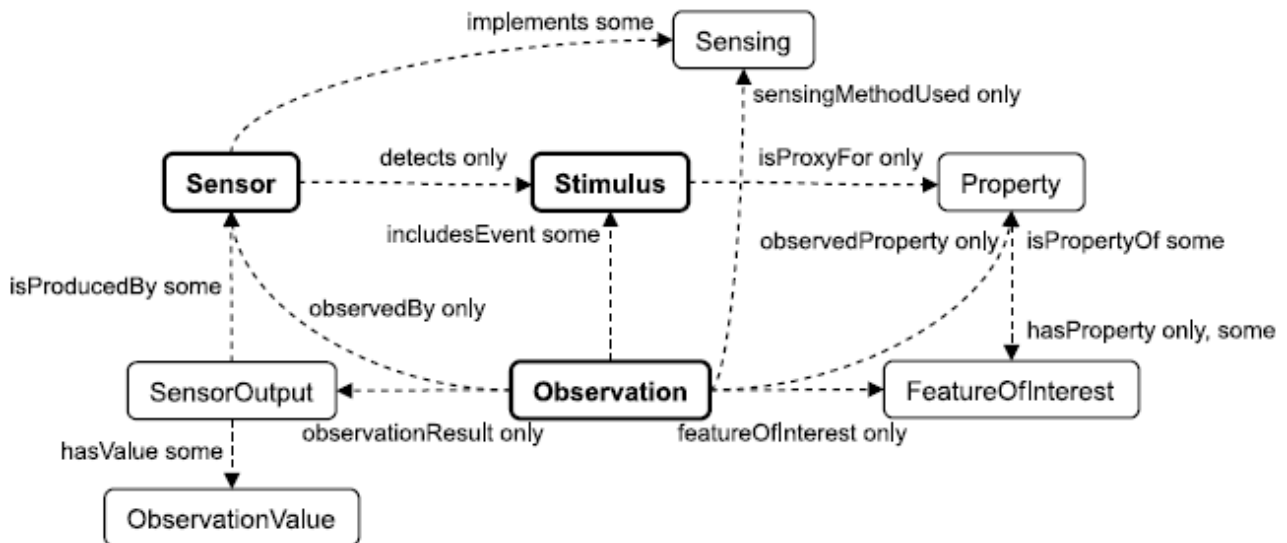 implements some
Sensing
sensingMethodUsed only
detects only
isProxyFor only
Sensor
Stimulus
Property
includesEvent some
observedProperty only
isPropertyOf some
isProducedBy some
observedBy only
hasProperty only, some
SensorOutput
Observation
FeatureOfInterest
observationResult only
featureOfInterest only
hasValue some
ObservationValue